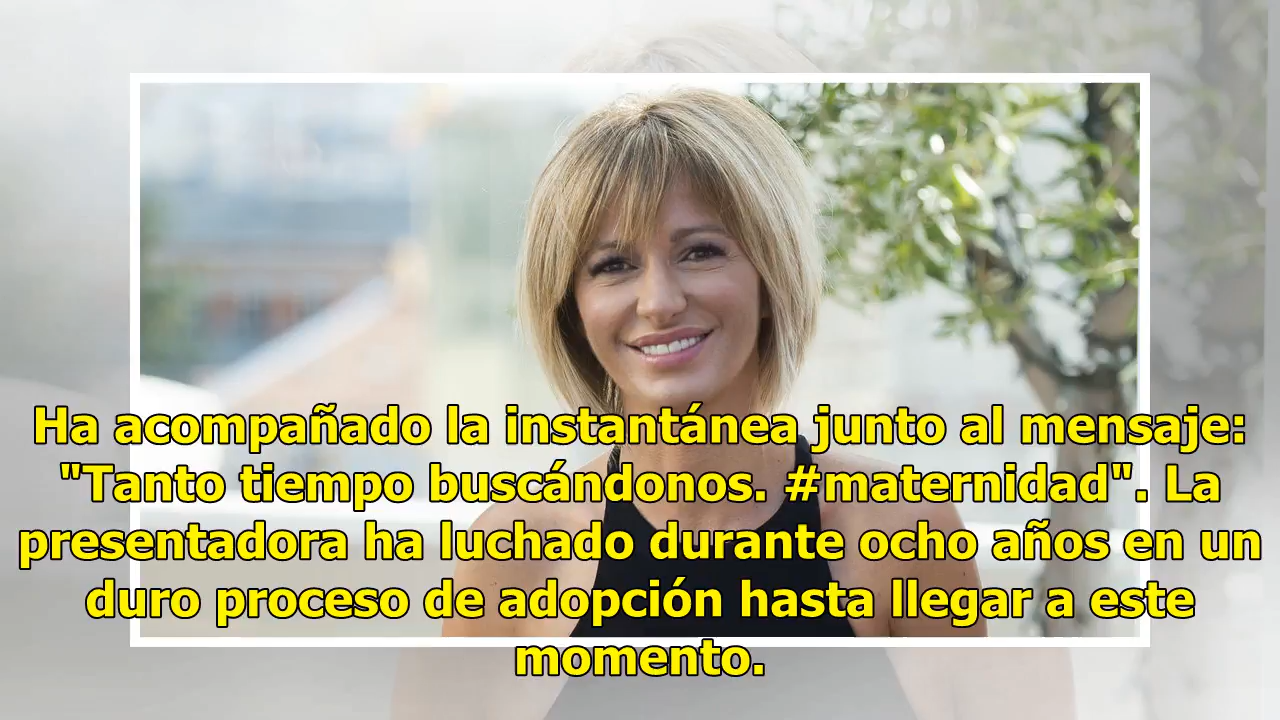 Ha acompañado la instantánea junto al mensaje:
"Tanto tiempo buscándonos. #maternidad". La
presentadora ha luchado durante ocho años en un
duro proceso de adopción hasta llegar a este
momento.